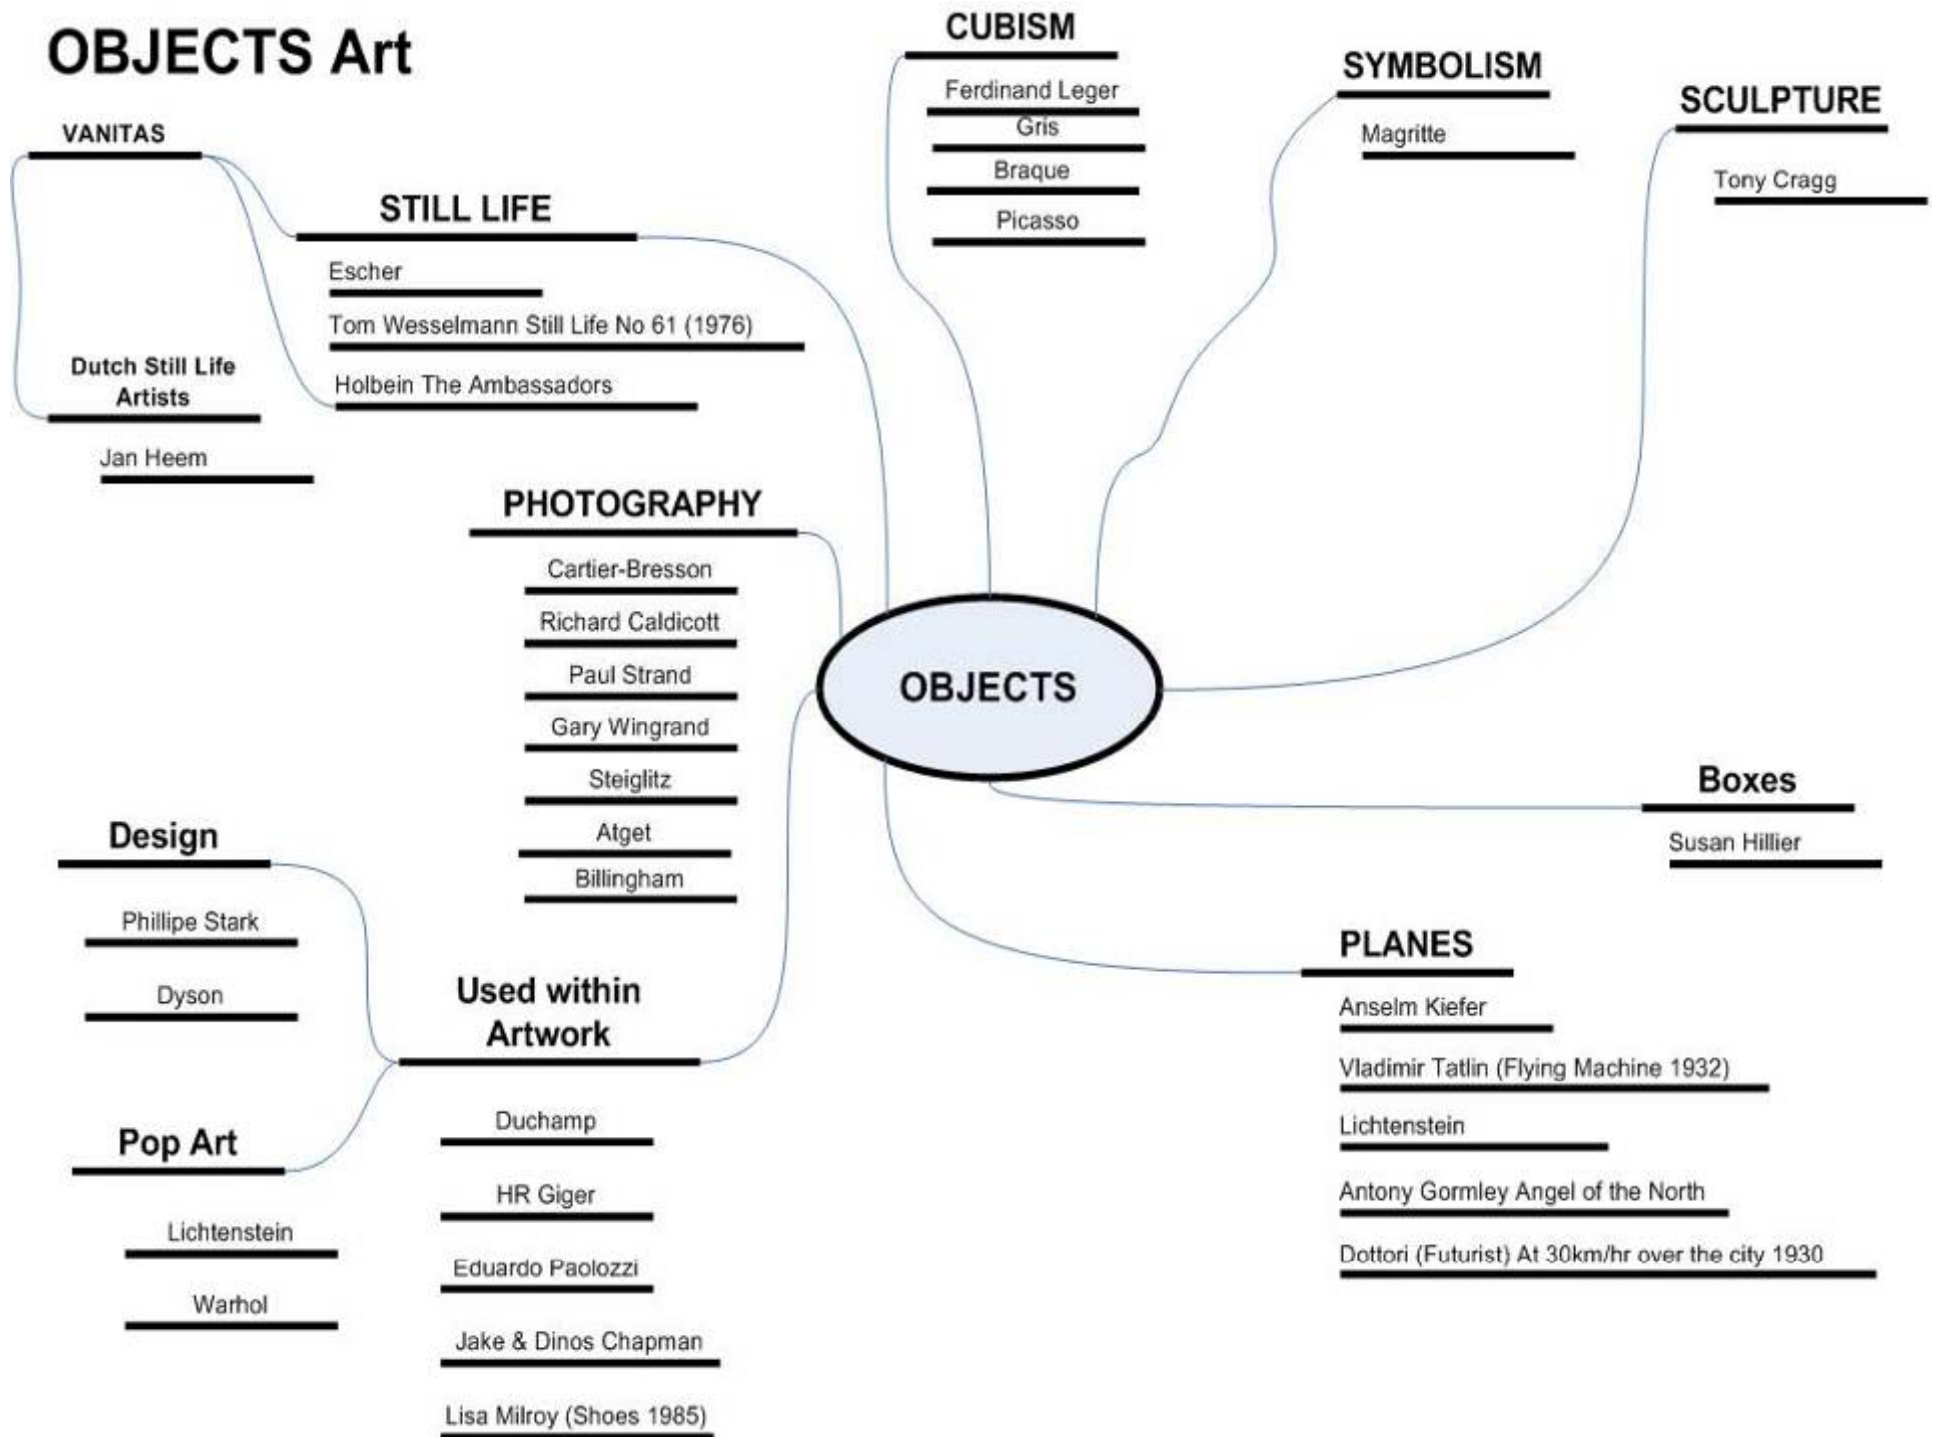 OBJECTS Art
VANITAS
STILL LIFE
Escher
Tom Wesselmann Still Life No 61 (1976)
Holbein The Ambassadors
Dutch Still Life
Artists
Jan Heem
CUBISM
Ferdinand Leger
Gris
Braque
Picasso
SYMBOLISM
Magritte
SCULPTURE
Tony Cragg
PHOTOGRAPHY
Cartier-Bresson
Richard Caldicott
Paul Strand
Gary Wingrand
Steiglitz
Atget
Billingham
OBJECTS
Boxes
Susan Hillier
PLANES
Anselm Kiefer
Vladimir Tatlin (Flying Machine 1932)
Lichtenstein
Antony Gormley Angel of the North
Dottori (Futurist) At 30km/hr over the city 1930
Design
Phillipe Stark
Dyson
Used within
Artwork
Duchamp
HR Giger
Eduardo Paolozzi
Jake & Dinos Chapman
Lisa Milroy (Shoes 1985)
Pop Art
Lichtenstein
Warhol